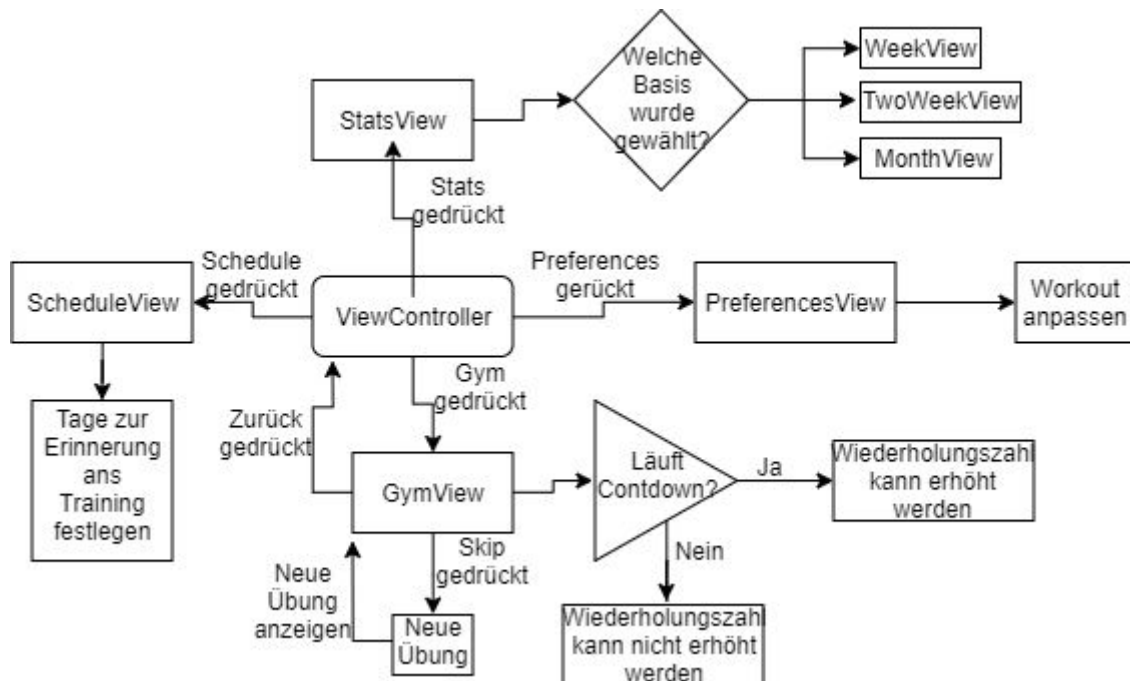 Welche
Basis
wurde
gewählt?
WeekView
TwoWeekView
MonthView
StatsView
Stats
gedrückt
Schedule
gedrückt
ScheduleView
ViewController
Preferences
gerückt
PreferencesView
Workout
anpassen
Tage zur
Erinnerung
ans
Training
festlegen
Zurück
gedrückt
Gym
gedrückt
GymView
Läuft
Contdown?
Ja
Wiederholungszahl
kann erhöht
werden
Nein
Wiederholungszahl
kann nicht erhöht
werden
Skip
gedrückt
Neue
Übung
anzeigen
Neue
Übung